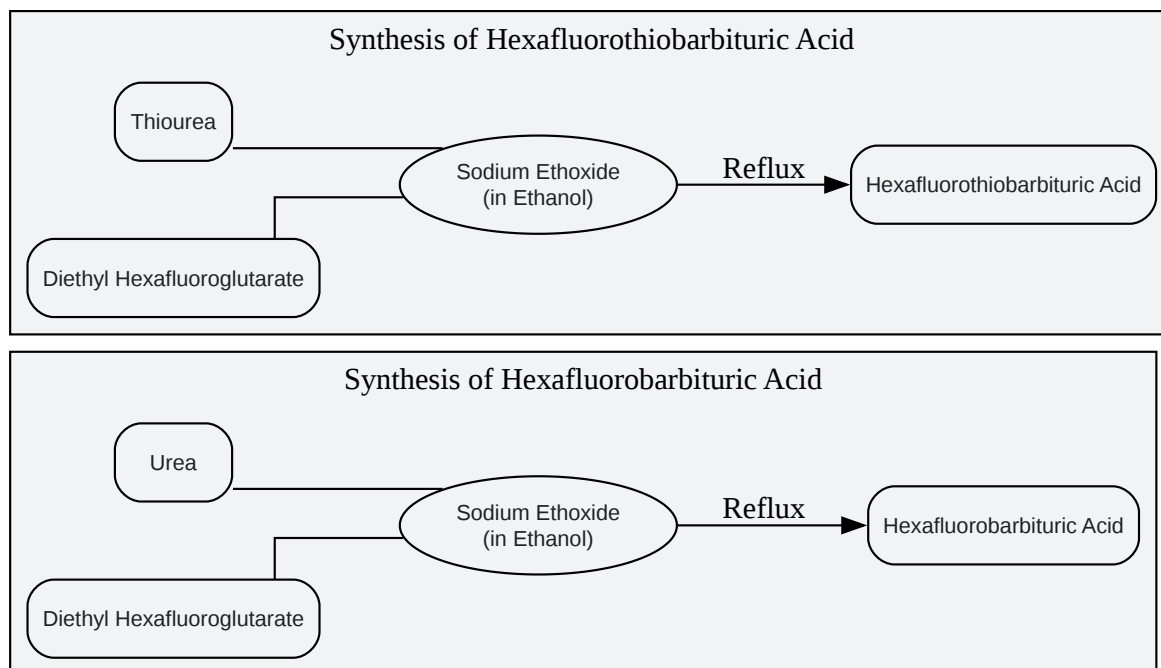 Synthesis of Hexafluorothiobarbituric Acid
Thiourea
Sodium Ethoxide
(in Ethanol)
Reflux
Hexafluorothiobarbituric Acid
Diethyl Hexafluoroglutarate
Synthesis of Hexafluorobarbituric Acid
Urea
Sodium Ethoxide
(in Ethanol)
Reflux
Hexafluorobarbituric Acid
Diethyl Hexafluoroglutarate